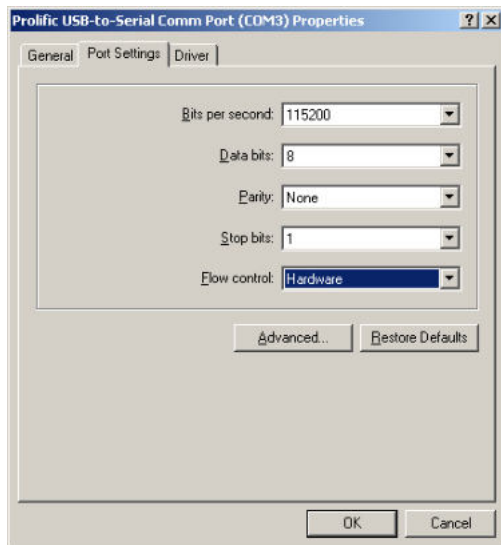 Prolific USB-to-Serial Comm Port (COM3) Properties
General Port Settings Driver
Bits per second: 115200
Data bits: 8
Parity: None
Stop bits: 1
Flow control: Hardware
Advanced... Restore Defaults
OK Cancel